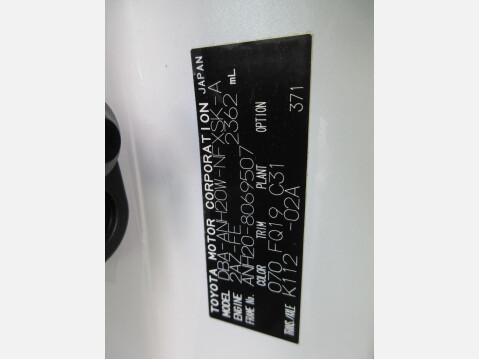 TOYOTA MOTOR CORPORATION JAPAN
MODEL DBA-ANH20W-NFXSK-A
ENGINE 2AZ-FE 2362 mL
FRAME No. ANH20-8069507
COLOR TRIM PLANT OPTION
070 FQ19 C31 371
TRANS/AXLE K112 -02A